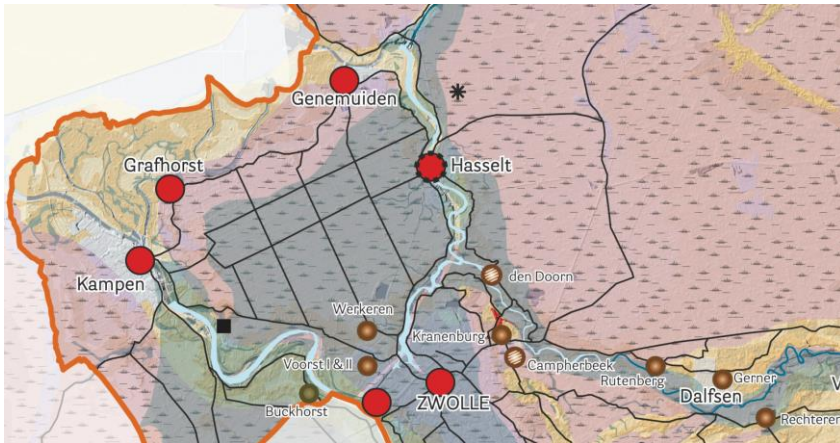 Genemuiden
Grafhorst
Hasselt
Kampen
den Doorn
Werkeren
Kranenburg
Voorst I & II
Campherbeek
Rutenberg
Gerner
Dalfsen
V
ZWOLLE
Buckhorst
Rechteren